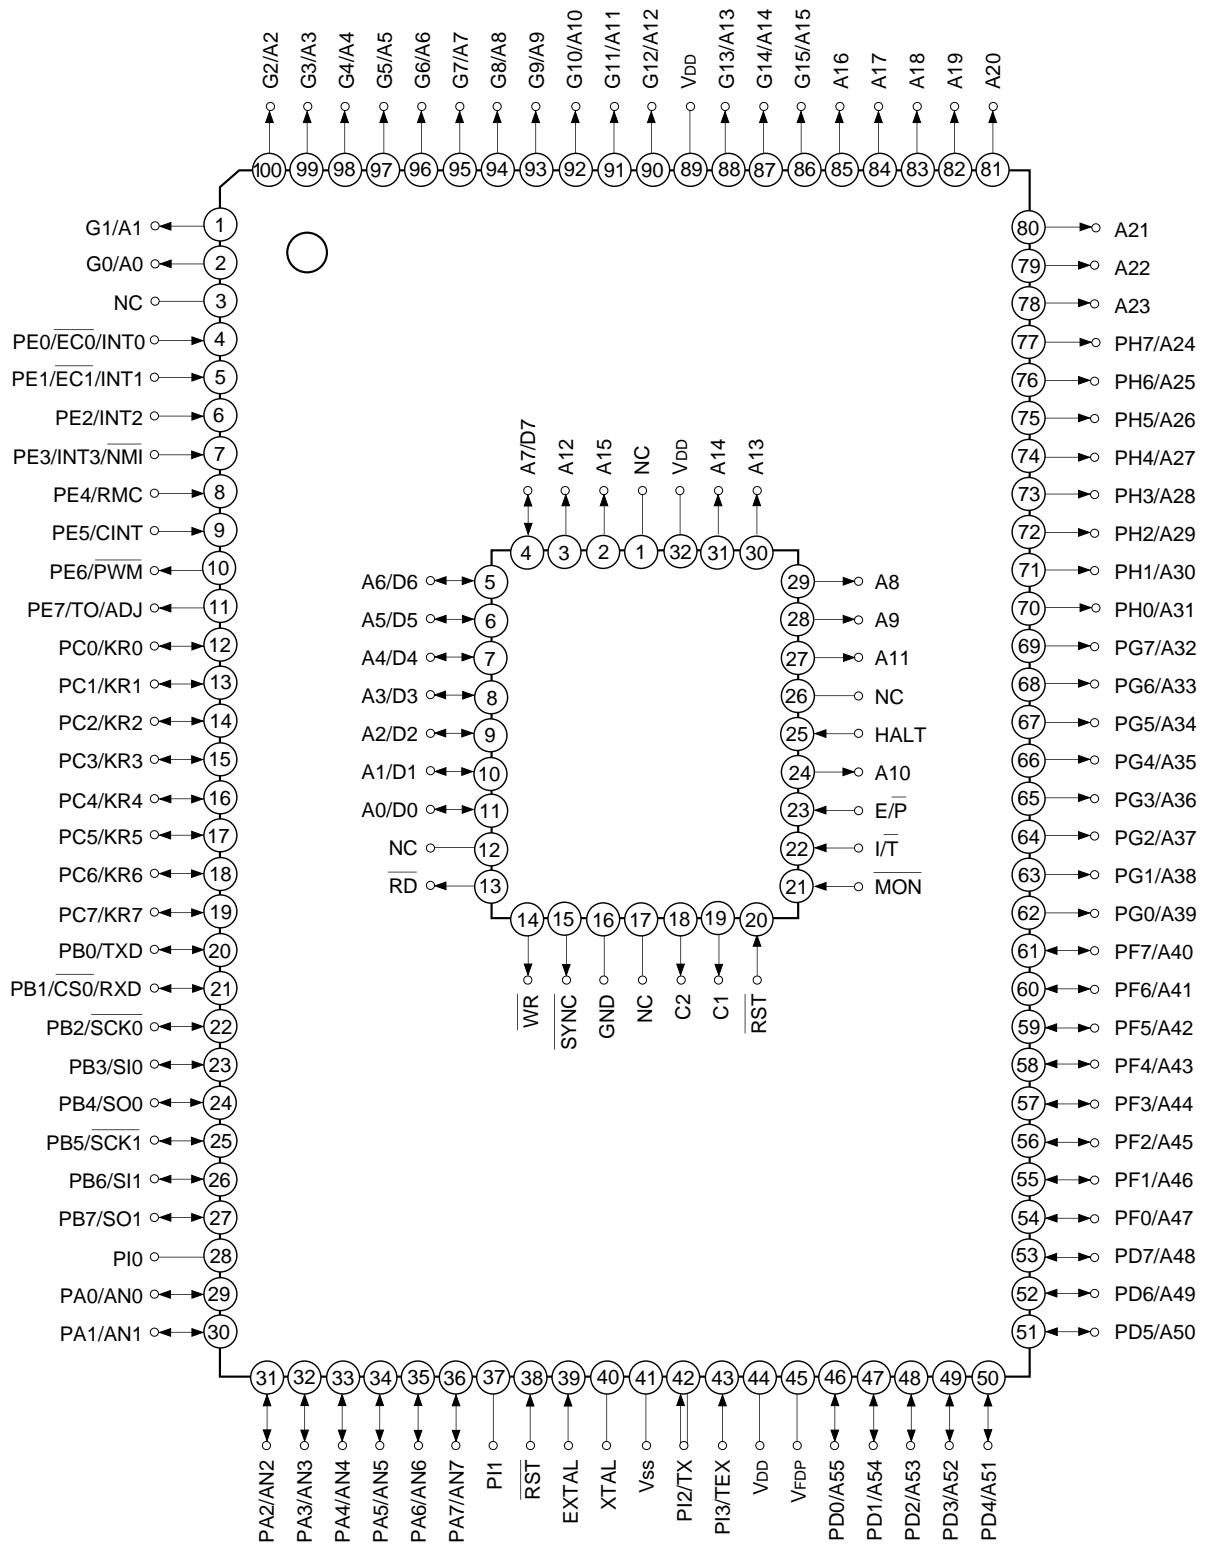 G2/A2
G3/A3
G4/A4
G5/A5
G6/A6
G7/A7
G8/A8
G9/A9
G10/A10
G11/A11
G12/A12
VDD
G13/A13
G14/A14
G15/A15
A16
A17
A18
A19
A20
100 99 98 97 96 95 94 93 92 91 90 89 88 87 86 85 84 83 82 81
G1/A1 1
G0/A0 2
NC 3
PE0/E̅C̅0̅/INT0 4
PE1/E̅C̅1̅/INT1 5
PE2/INT2 6
PE3/INT3/N̅M̅I̅ 7
PE4/RMC 8
PE5/CINT 9
PE6/P̅W̅M̅ 10
PE7/TO/ADJ 11
PC0/KR0 12
PC1/KR1 13
PC2/KR2 14
PC3/KR3 15
PC4/KR4 16
PC5/KR5 17
PC6/KR6 18
PC7/KR7 19
PB0/TXD 20
PB1/C̅S̅0̅/RXD 21
PB2/S̅C̅K̅0̅ 22
PB3/SI0 23
PB4/SO0 24
PB5/S̅C̅K̅1̅ 25
PB6/SI1 26
PB7/SO1 27
PI0 28
PA0/AN0 29
PA1/AN1 30
A7/D7
A12
A15
NC
VDD
A14
A13
4 3 2 1 32 31 30
A6/D6 5
A5/D5 6
A4/D4 7
A3/D3 8
A2/D2 9
A1/D1 10
A0/D0 11
NC 12
R̅D̅ 13
29 A8
28 A9
27 A11
26 NC
25 HALT
24 A10
23 E/P̅
22 I/T̅
21 M̅O̅N̅
14 15 16 17 18 19 20
W̅R̅
S̅Y̅N̅C̅
GND
NC
C2
C1
R̅S̅T̅
80 A21
79 A22
78 A23
77 PH7/A24
76 PH6/A25
75 PH5/A26
74 PH4/A27
73 PH3/A28
72 PH2/A29
71 PH1/A30
70 PH0/A31
69 PG7/A32
68 PG6/A33
67 PG5/A34
66 PG4/A35
65 PG3/A36
64 PG2/A37
63 PG1/A38
62 PG0/A39
61 PF7/A40
60 PF6/A41
59 PF5/A42
58 PF4/A43
57 PF3/A44
56 PF2/A45
55 PF1/A46
54 PF0/A47
53 PD7/A48
52 PD6/A49
51 PD5/A50
31 32 33 34 35 36 37 38 39 40 41 42 43 44 45 46 47 48 49 50
PA2/AN2
PA3/AN3
PA4/AN4
PA5/AN5
PA6/AN6
PA7/AN7
PI1
R̅S̅T̅
EXTAL
XTAL
Vss
PI2/TX
PI3/TEX
VDD
VFDP
PD0/A55
PD1/A54
PD2/A53
PD3/A52
PD4/A51